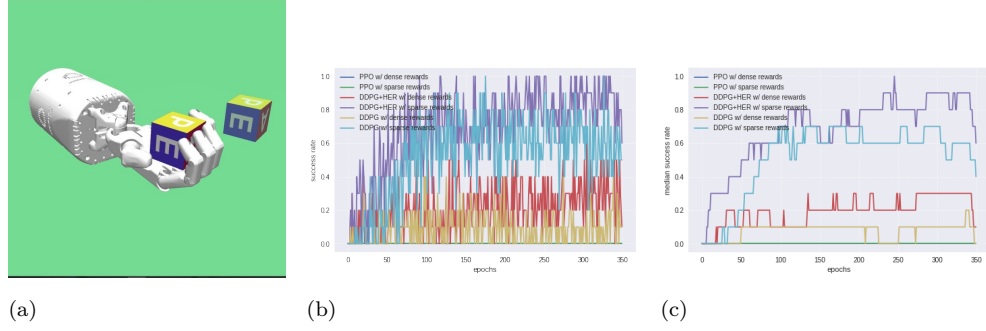 P
E
E
PPO w/ dense rewards
PPO w/ sparse rewards
DDPG+HER w/ dense rewards
DDPG+HER w/ sparse rewards
DDPG w/ dense rewards
DDPG w/ sparse rewards
success rate
1.0
0.8
0.6
0.4
0.2
0.0
0 50 100 150 200 250 300 350
epochs
PPO w/ dense rewards
PPO w/ sparse rewards
DDPG+HER w/ dense rewards
DDPG+HER w/ sparse rewards
DDPG w/ dense rewards
DDPG w/ sparse rewards
median success rate
1.0
0.8
0.6
0.4
0.2
0.0
0 50 100 150 200 250 300 350
epochs
(a) (b) (c)